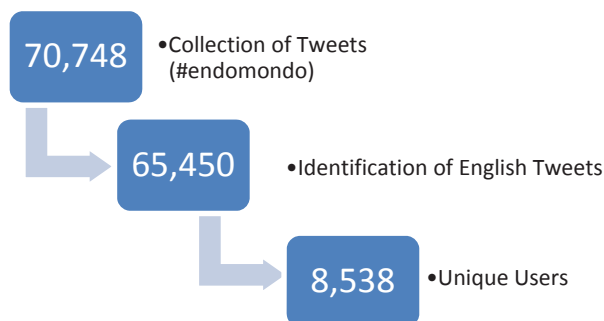 70,748
•Collection of Tweets
(#endomondo)
65,450
•Identification of English Tweets
8,538
•Unique Users